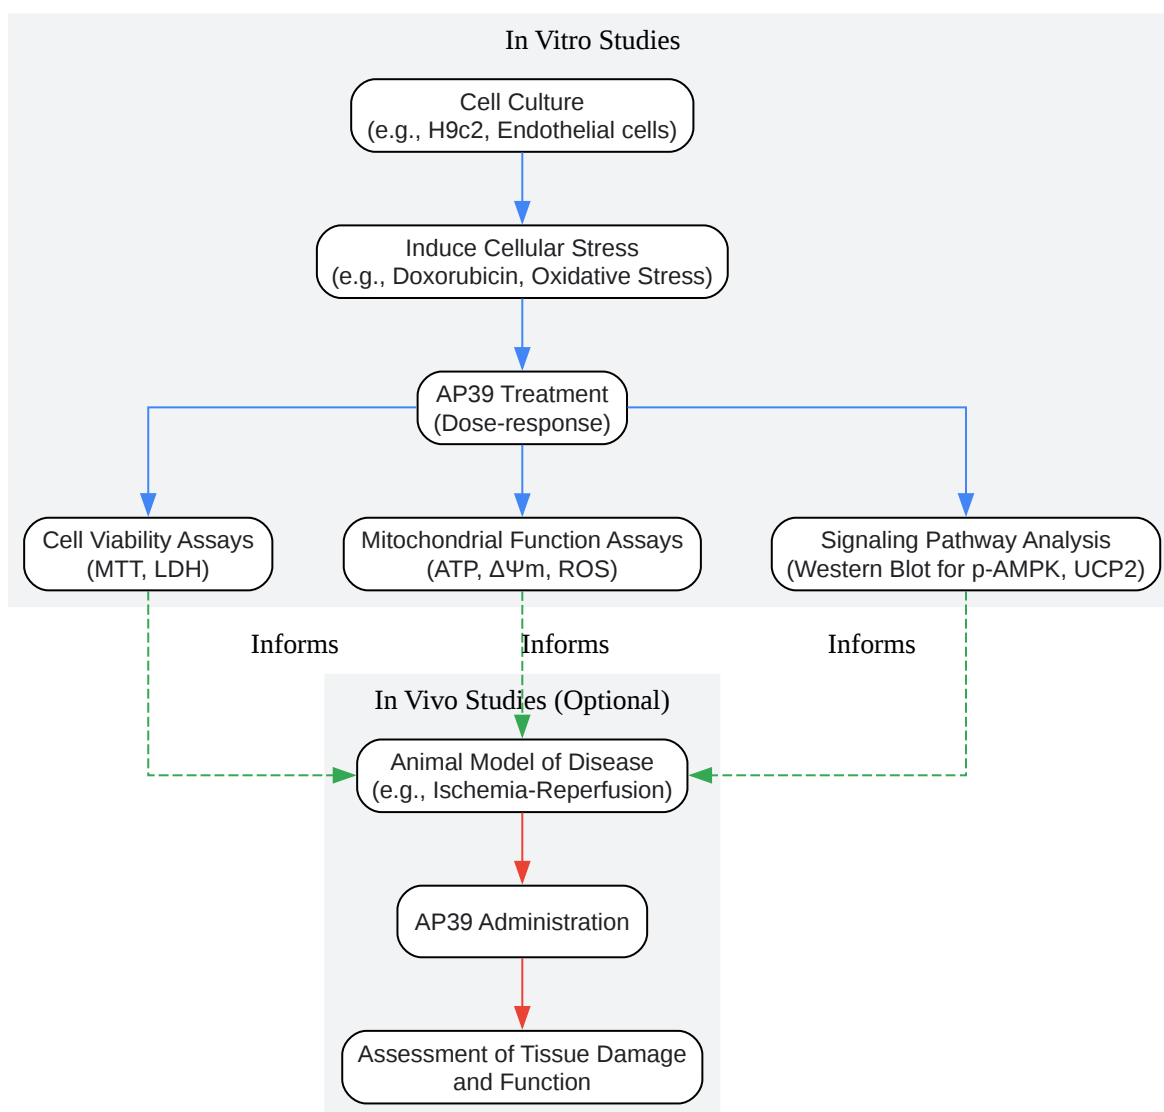 In Vitro Studies
Cell Culture
(e.g., H9c2, Endothelial cells)
Induce Cellular Stress
(e.g., Doxorubicin, Oxidative Stress)
AP39 Treatment
(Dose-response)
Cell Viability Assays
(MTT, LDH)
Mitochondrial Function Assays
(ATP, ΔΨm, ROS)
Signaling Pathway Analysis
(Western Blot for p-AMPK, UCP2)
Informs
Informs
Informs
In Vivo Studies (Optional)
Animal Model of Disease
(e.g., Ischemia-Reperfusion)
AP39 Administration
Assessment of Tissue Damage
and Function